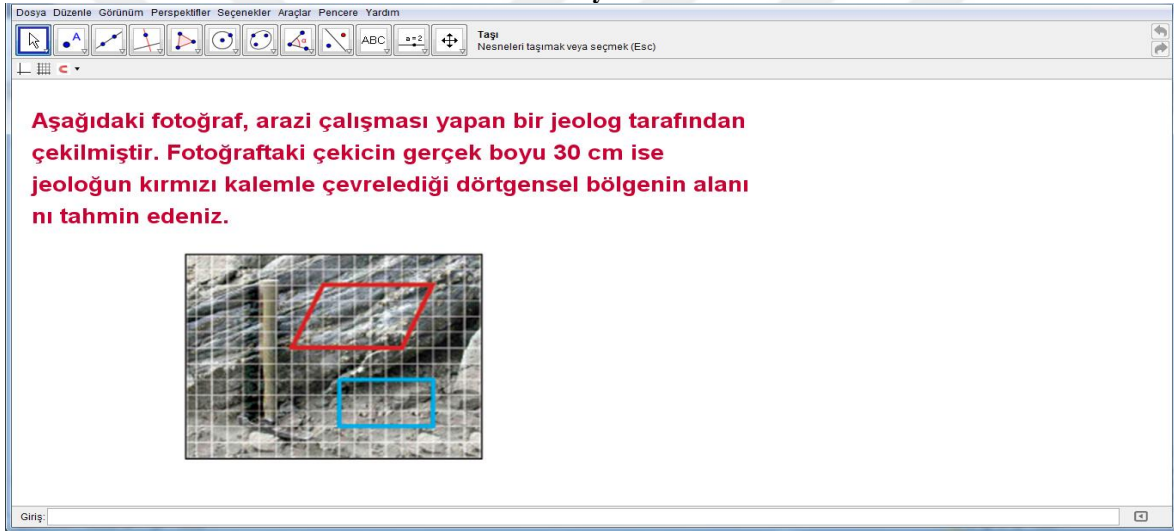 Dosya Düzenle Görünüm Perspektifler Seçenekler Araçlar Pencere Yardım
A
ABC
a=2
Taşı
Nesneleri taşımak veya seçmek (Esc)
Aşağıdaki fotoğraf, arazi çalışması yapan bir jeolog tarafından
çekilmiştir. Fotoğraftaki çekicin gerçek boyu 30 cm ise
jeoloğun kırmızı kalemle çevrelediği dörtgensel bölgenin alanı
nı tahmin edeniz.
Giriş: